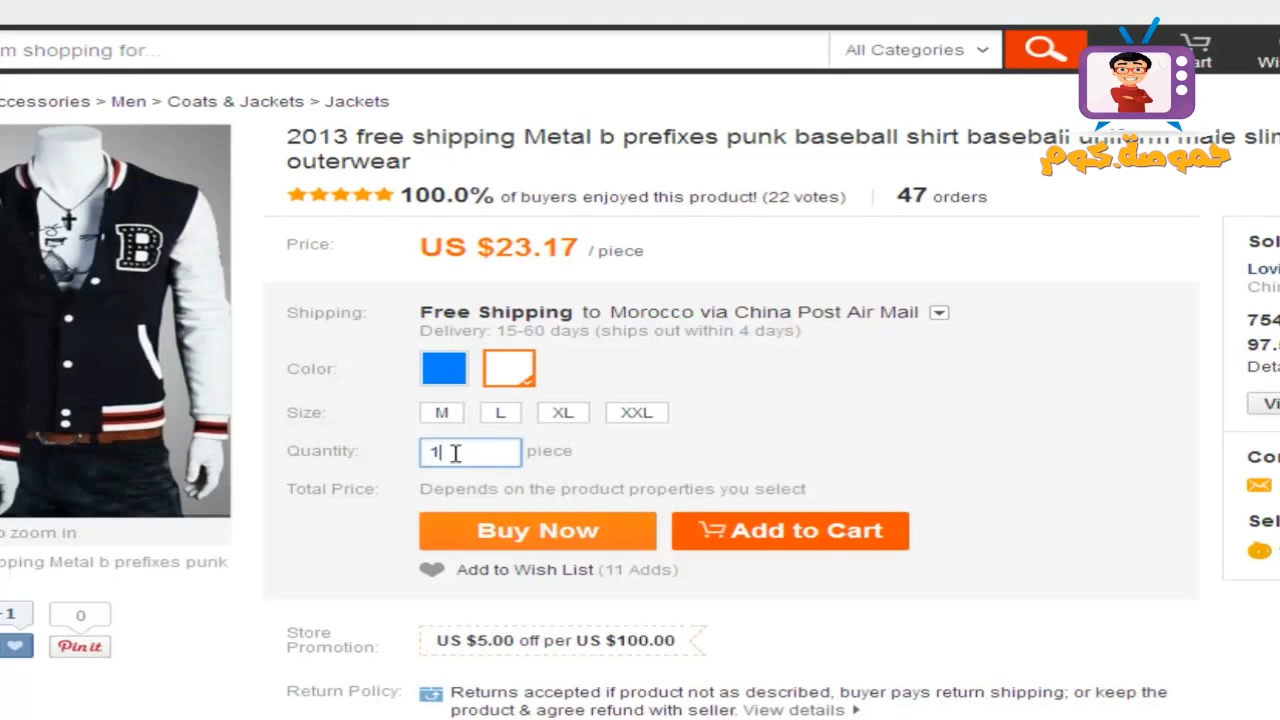 m shopping for...
All Categories
art
Wi
ccessories > Men > Coats & Jackets > Jackets
2013 free shipping Metal b prefixes punk baseball shirt baseball uniform male slim
outerwear
حموصة.كوم
100.0% of buyers enjoyed this product! (22 votes)
47 orders
Price:
US $23.17 / piece
Shipping:
Free Shipping to Morocco via China Post Air Mail
Delivery: 15-60 days (ships out within 4 days)
Color:
Size:
M L XL XXL
Quantity:
1 piece
Total Price:
Depends on the product properties you select
Buy Now
Add to Cart
Add to Wish List (11 Adds)
Store
Promotion:
US $5.00 off per US $100.00
Return Policy:
Returns accepted if product not as described, buyer pays return shipping; or keep the
product & agree refund with seller. View details
B
o zoom in
pping Metal b prefixes punk
+1
0
Pin it
Sol
Lovi
Chin
754
97.
Deta
Vi
Con
Sel